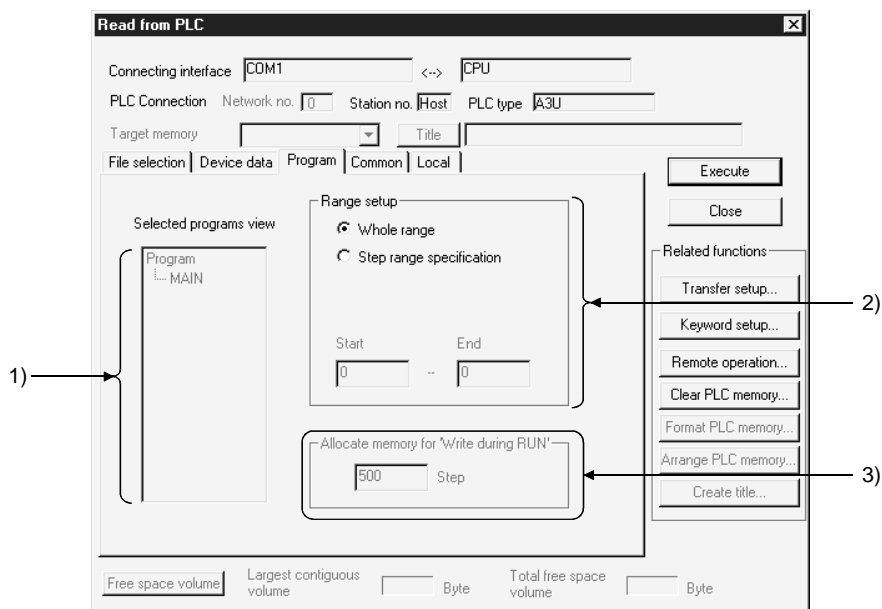 Read from PLC
Connecting interface COM1 <--> CPU
PLC Connection Network no. 0 Station no. Host PLC type A3U
Target memory Title
File selection Device data Program Common Local
Execute
Close
Selected programs view
Program
MAIN
Range setup
Whole range
Step range specification
Start End
0 -- 0
Allocate memory for 'Write during RUN'
500 Step
Related functions
Transfer setup...
Keyword setup...
Remote operation...
Clear PLC memory...
Format PLC memory...
Arrange PLC memory...
Create title...
1)
2)
3)
Free space volume Largest contiguous volume Byte Total free space volume Byte